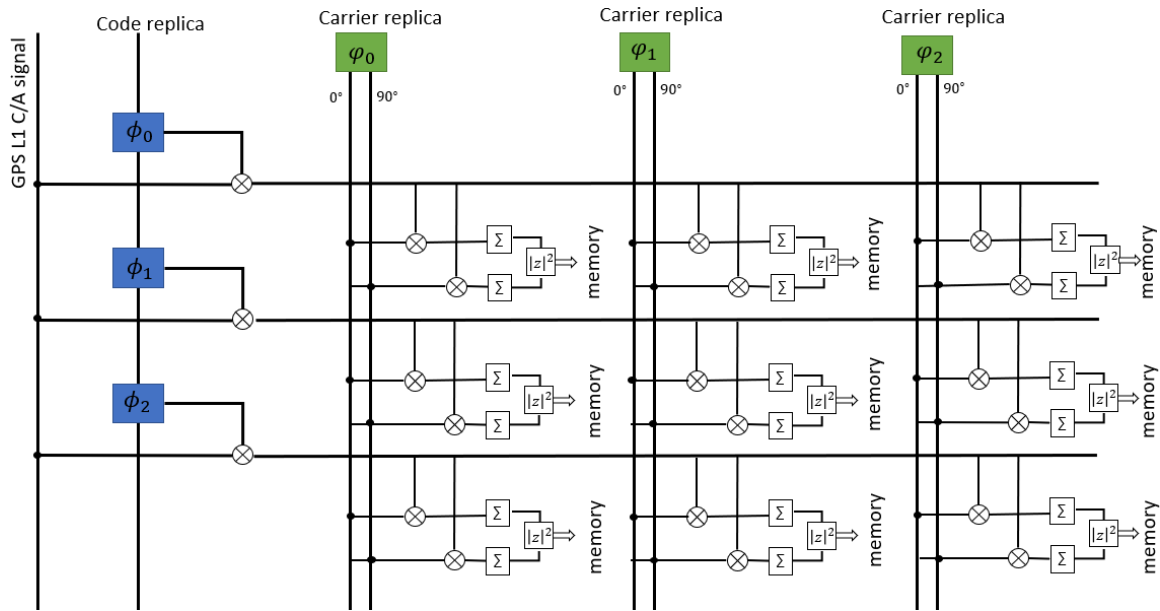 Code replica
Carrier replica
Carrier replica
Carrier replica
GPS L1 C/A signal
φ₀
φ₁
φ₂
0°
90°
0°
90°
0°
90°
ϕ₀
Σ
|z|²
Σ
memory
Σ
|z|²
Σ
memory
Σ
|z|²
Σ
memory
ϕ₁
Σ
|z|²
Σ
memory
Σ
|z|²
Σ
memory
Σ
|z|²
Σ
memory
ϕ₂
Σ
|z|²
Σ
memory
Σ
|z|²
Σ
memory
Σ
|z|²
Σ
memory